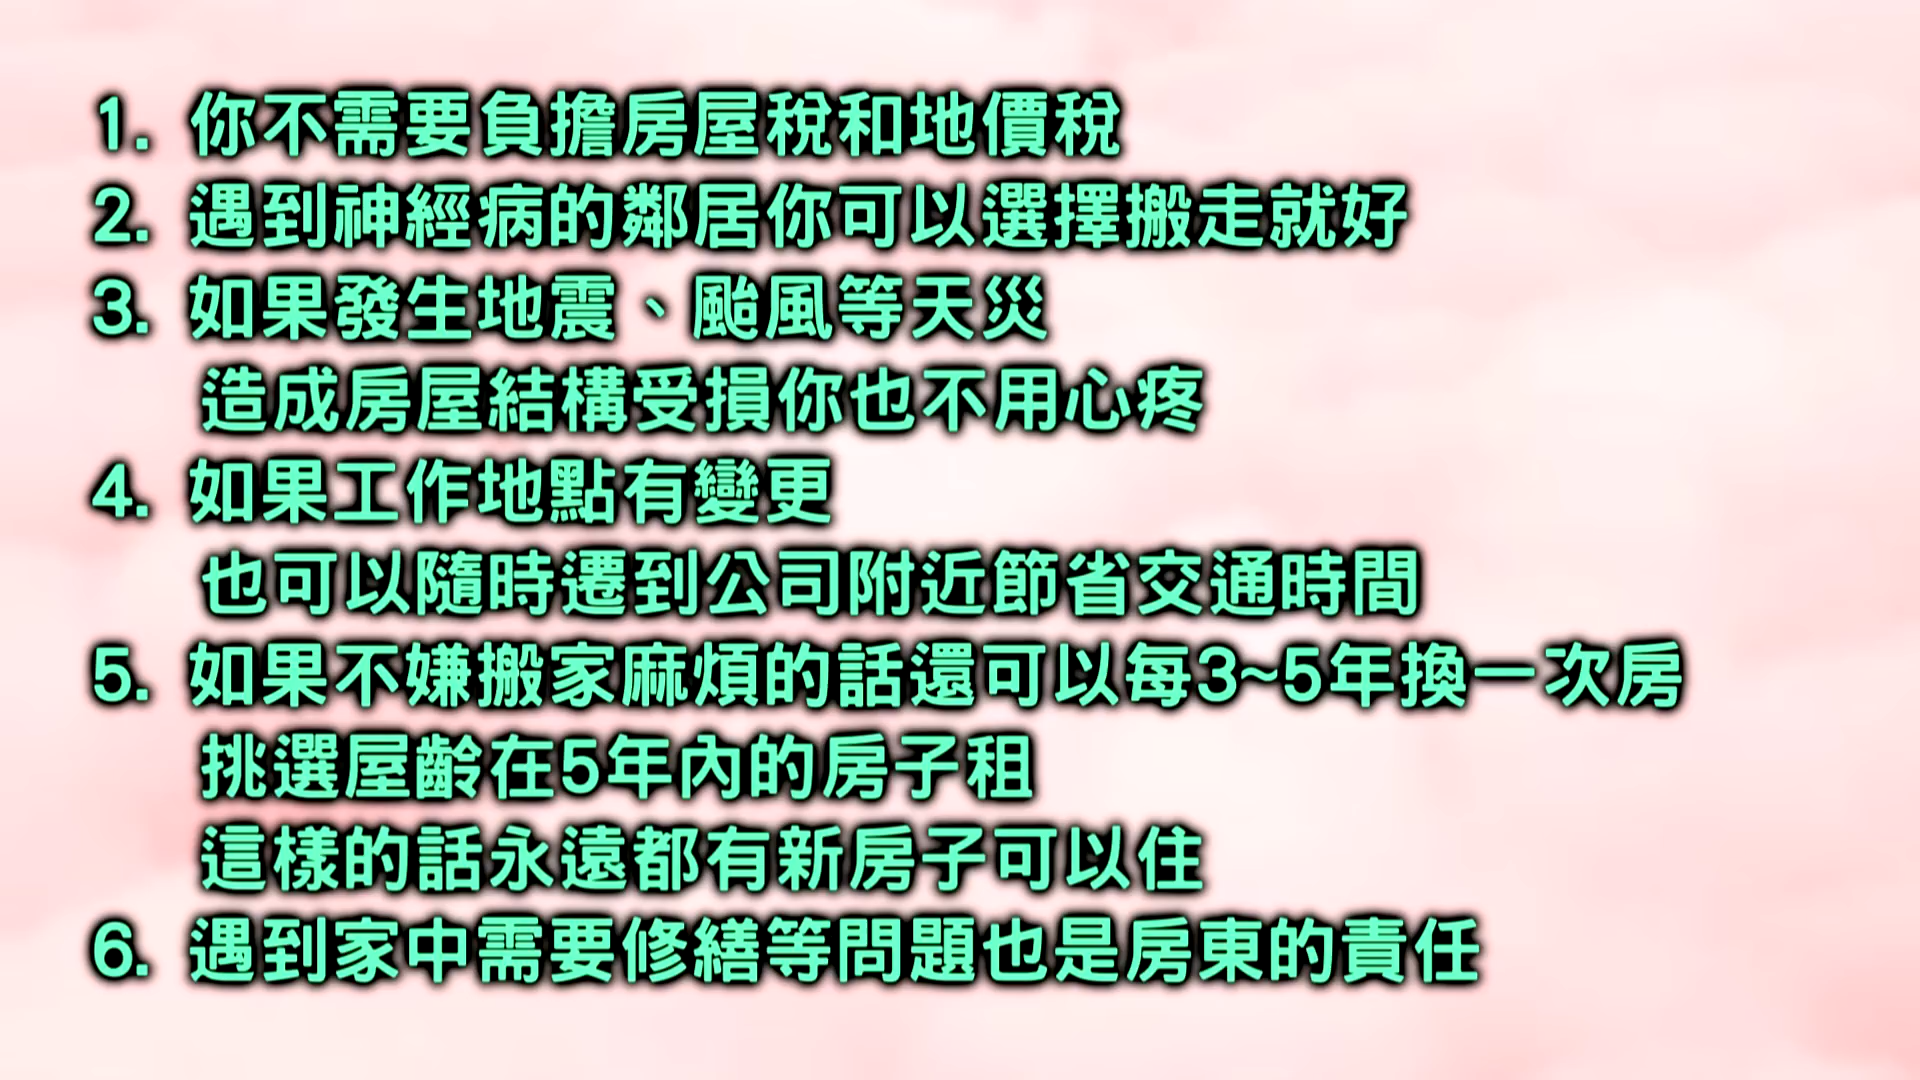 1. 你不需要負擔房屋稅和地價稅
2. 遇到神經病的鄰居你可以選擇搬走就好
3. 如果發生地震、颱風等天災
造成房屋結構受損你也不用心疼
4. 如果工作地點有變更
也可以隨時遷到公司附近節省交通時間
5. 如果不嫌搬家麻煩的話還可以每3~5年換一次房
挑選屋齡在5年內的房子租
這樣的話永遠都有新房子可以住
6. 遇到家中需要修繕等問題也是房東的責任